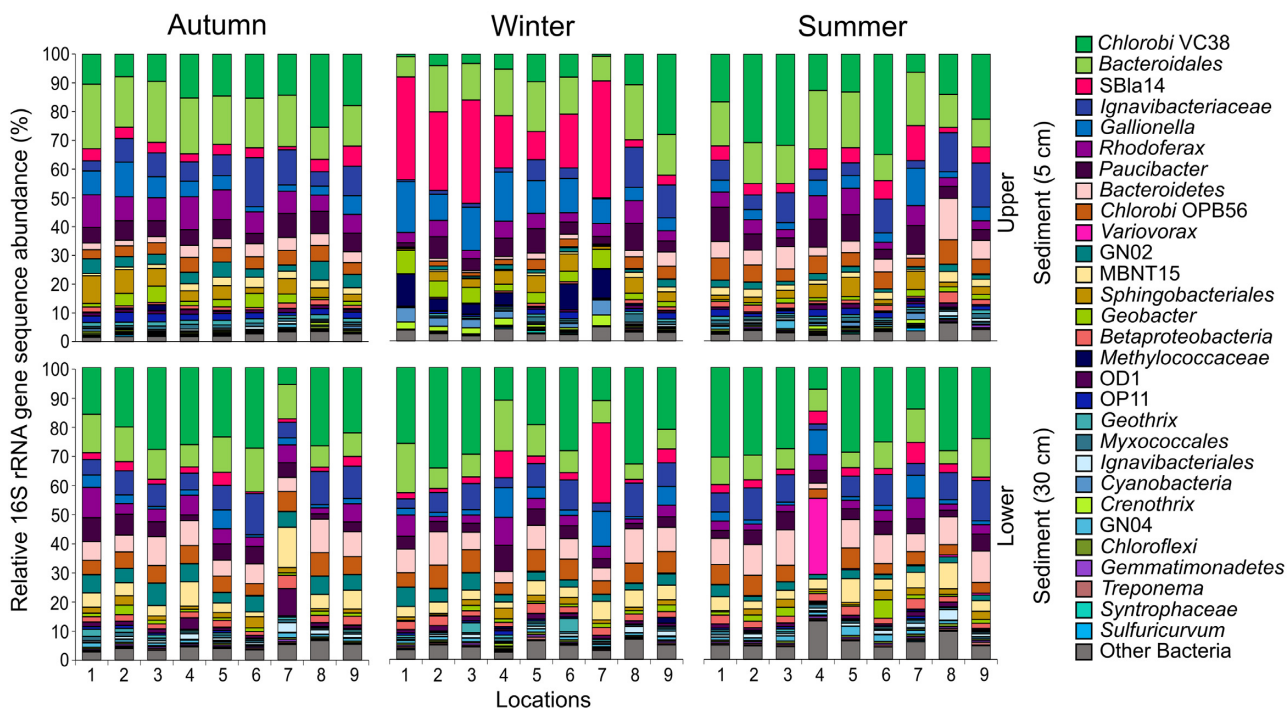 Autumn
Winter
Summer
Relative 16S rRNA gene sequence abundance (%)
100
90
80
70
60
50
40
30
20
10
0
Upper
Sediment (5 cm)
100
90
80
70
60
50
40
30
20
10
0
Lower
Sediment (30 cm)
1 2 3 4 5 6 7 8 9
1 2 3 4 5 6 7 8 9
1 2 3 4 5 6 7 8 9
Locations
Chlorobi VC38
Bacteroidales
SBla14
Ignavibacteriaceae
Gallionella
Rhodoferax
Paucibacter
Bacteroidetes
Chlorobi OPB56
Variovorax
GN02
MBNT15
Sphingobacteriales
Geobacter
Betaproteobacteria
Methylococcaceae
OD1
OP11
Geothrix
Myxococcales
Ignavibacteriales
Cyanobacteria
Crenothrix
GN04
Chloroflexi
Gemmatimonadetes
Treponema
Syntrophaceae
Sulfuricurvum
Other Bacteria